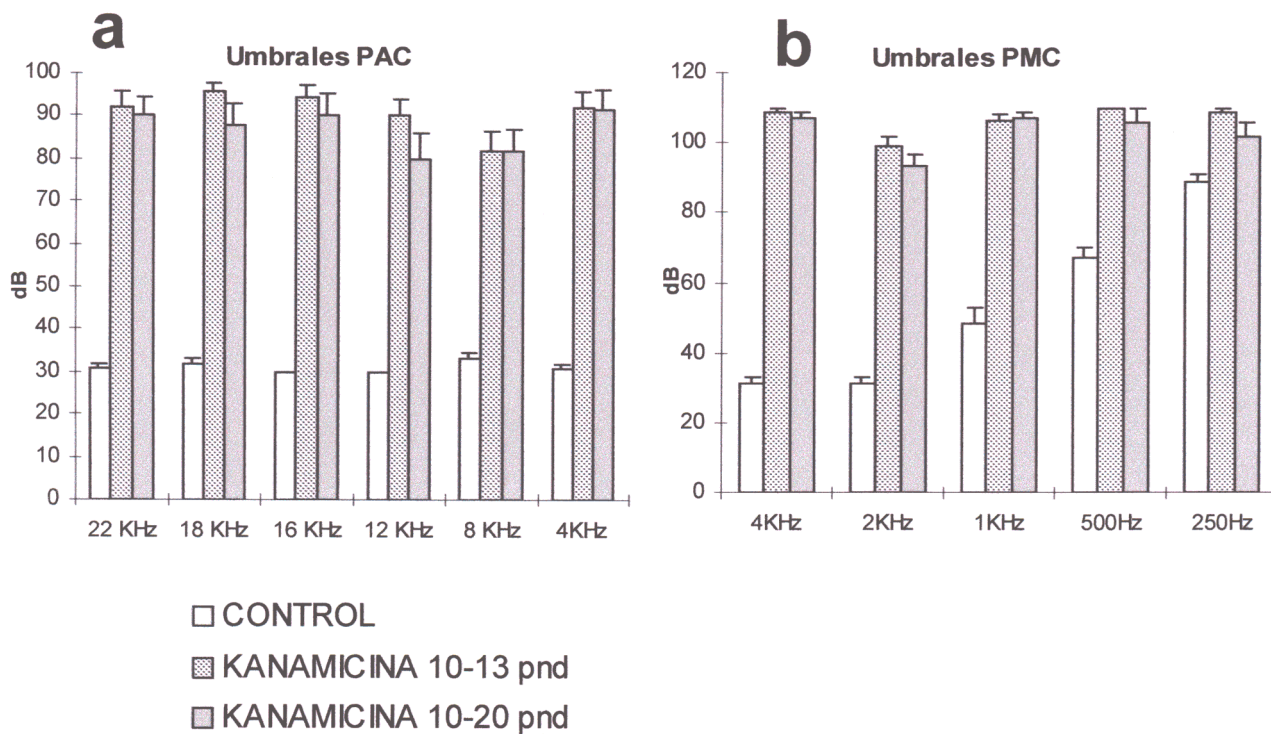 a
Umbrales PAC
100
90
80
70
60
50
40
30
20
10
0
dB
22 KHz 18 KHz 16 KHz 12 KHz 8 KHz 4KHz
b
Umbrales PMC
120
100
80
60
40
20
0
dB
4KHz 2KHz 1KHz 500Hz 250Hz
CONTROL
KANAMICINA 10-13 pnd
KANAMICINA 10-20 pnd